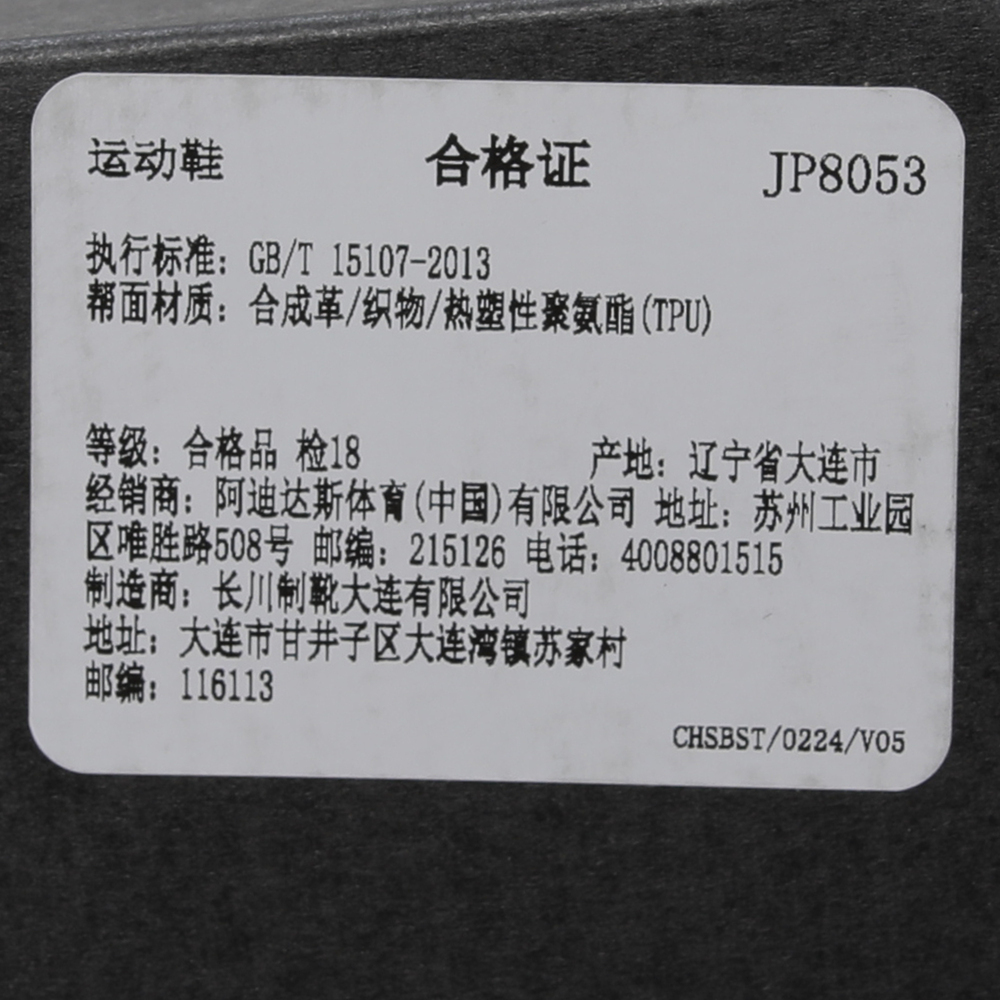 运动鞋 合格证 JP8053
执行标准：GB/T 15107-2013
帮面材质：合成革/织物/热塑性聚氨酯(TPU)
等级：合格品 检18 产地：辽宁省大连市
经销商：阿迪达斯体育(中国)有限公司 地址：苏州工业园
区唯胜路508号 邮编：215126 电话：4008801515
制造商：长川制靴大连有限公司
地址：大连市甘井子区大连湾镇苏家村
邮编：116113
CHSBST/0224/V05